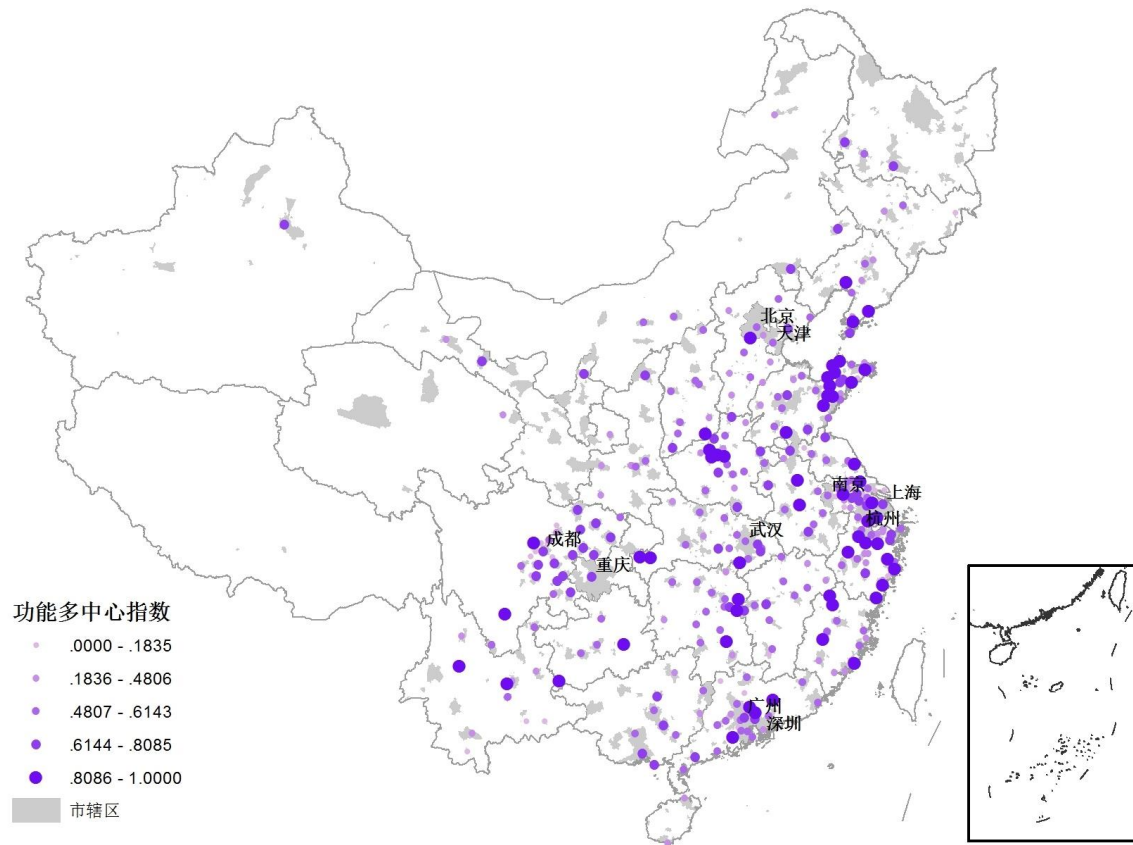 北京
天津
南京
上海
杭州
武汉
成都
重庆
广州
深圳
功能多中心指数
.0000 - .1835
.1836 - .4806
.4807 - .6143
.6144 - .8085
.8086 - 1.0000
市辖区